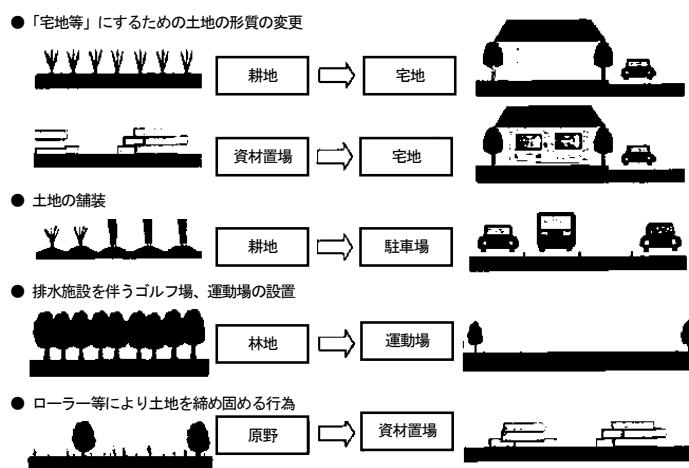 ● 「宅地等」にするための土地の形質の変更
耕地 宅地
資材置場 宅地
● 土地の舗装
耕地 駐車場
● 排水施設を伴うゴルフ場、運動場の設置
林地 運動場
● ローラー等により土地を締め固める行為
原野 資材置場